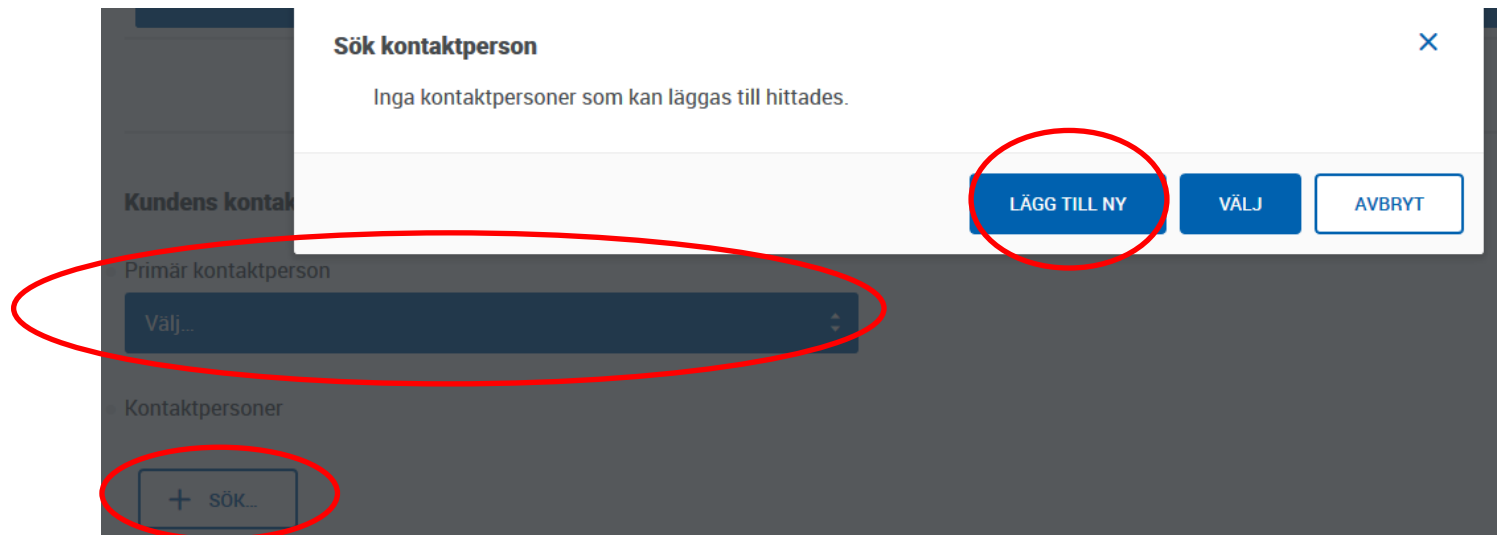 Sök kontaktperson
Inga kontaktpersoner som kan läggas till hittades.
LÄGG TILL NY VÄLJ AVBRYT
Kundens kontak
Primär kontaktperson
Välj...
Kontaktpersoner
+ SÖK...